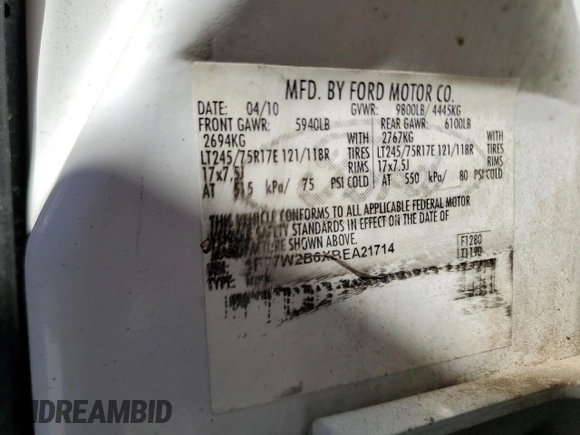 MFD. BY FORD MOTOR CO.
DATE: 04/10 GVWR: 9800LB/ 4445KG
FRONT GAWR: 5940LB REAR GAWR: 6100LB
2694KG WITH 2767KG WITH
LT245/75R17E 121/118R TIRES LT245/75R17E 121/118R TIRES
17x7.5J RIMS 17x7.5J RIMS
AT kPa/ 75 PSI COLD AT 550 kPa/ 80 PSI COLD
THIS VEHICLE CONFORMS TO ALL APPLICABLE FEDERAL MOTOR
SAFETY STANDARDS IN EFFECT ON THE DATE OF
SHOWN ABOVE.
F1280
T1190
IDREAMBID